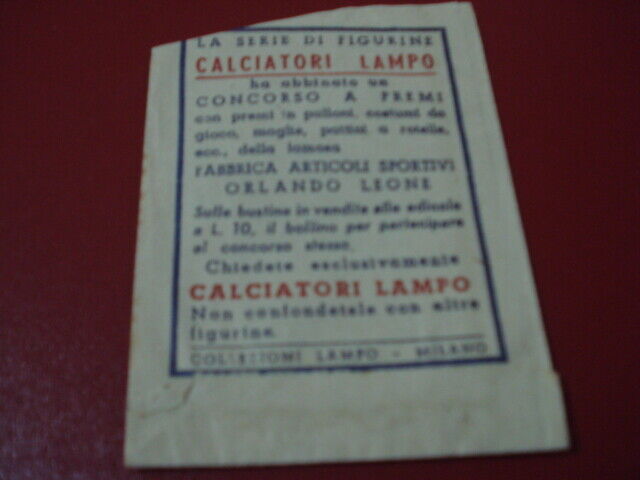 LA SERIE DI FIGURINE
CALCIATORI LAMPO
ha abbinato un
CONCORSO A PREMI
con premi in palloni, costumi da
gioco, maglie, pattini a rotelle,
ecc., della famosa
FABBRICA ARTICOLI SPORTIVI
ORLANDO LEONE
Sulle bustine in vendita alle edicole
a L. 10, il bollino per partecipare
al concorso stesso.
Chiedete esclusivamente
CALCIATORI LAMPO
Non confondetele con altre
figurine.
COLLEZIONI LAMPO - MILANO